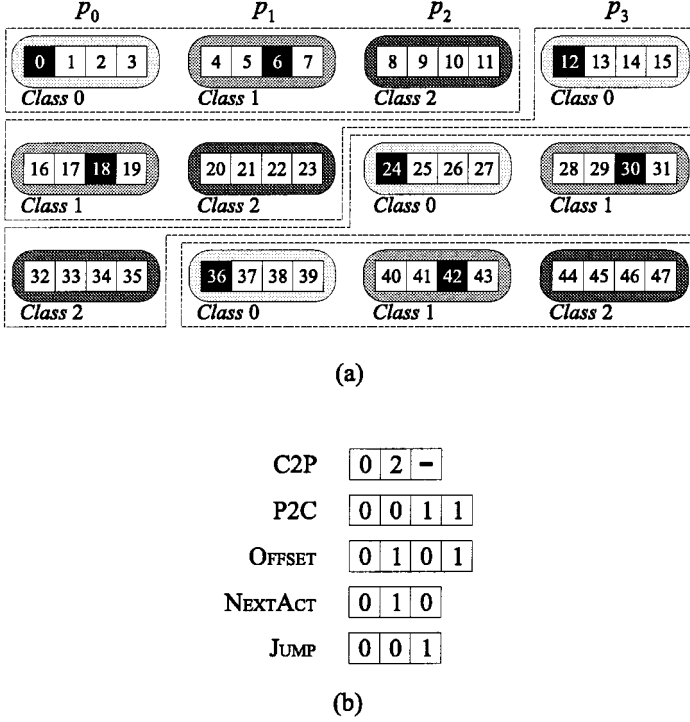 p0 p1 p2 p3
0 1 2 3 4 5 6 7 8 9 10 11 12 13 14 15
Class 0 Class 1 Class 2 Class 0
16 17 18 19 20 21 22 23 24 25 26 27 28 29 30 31
Class 1 Class 2 Class 0 Class 1
32 33 34 35 36 37 38 39 40 41 42 43 44 45 46 47
Class 2 Class 0 Class 1 Class 2
(a)
C2P 0 2 –
P2C 0 0 1 1
OFFSET 0 1 0 1
NEXTACT 0 1 0
JUMP 0 0 1
(b)